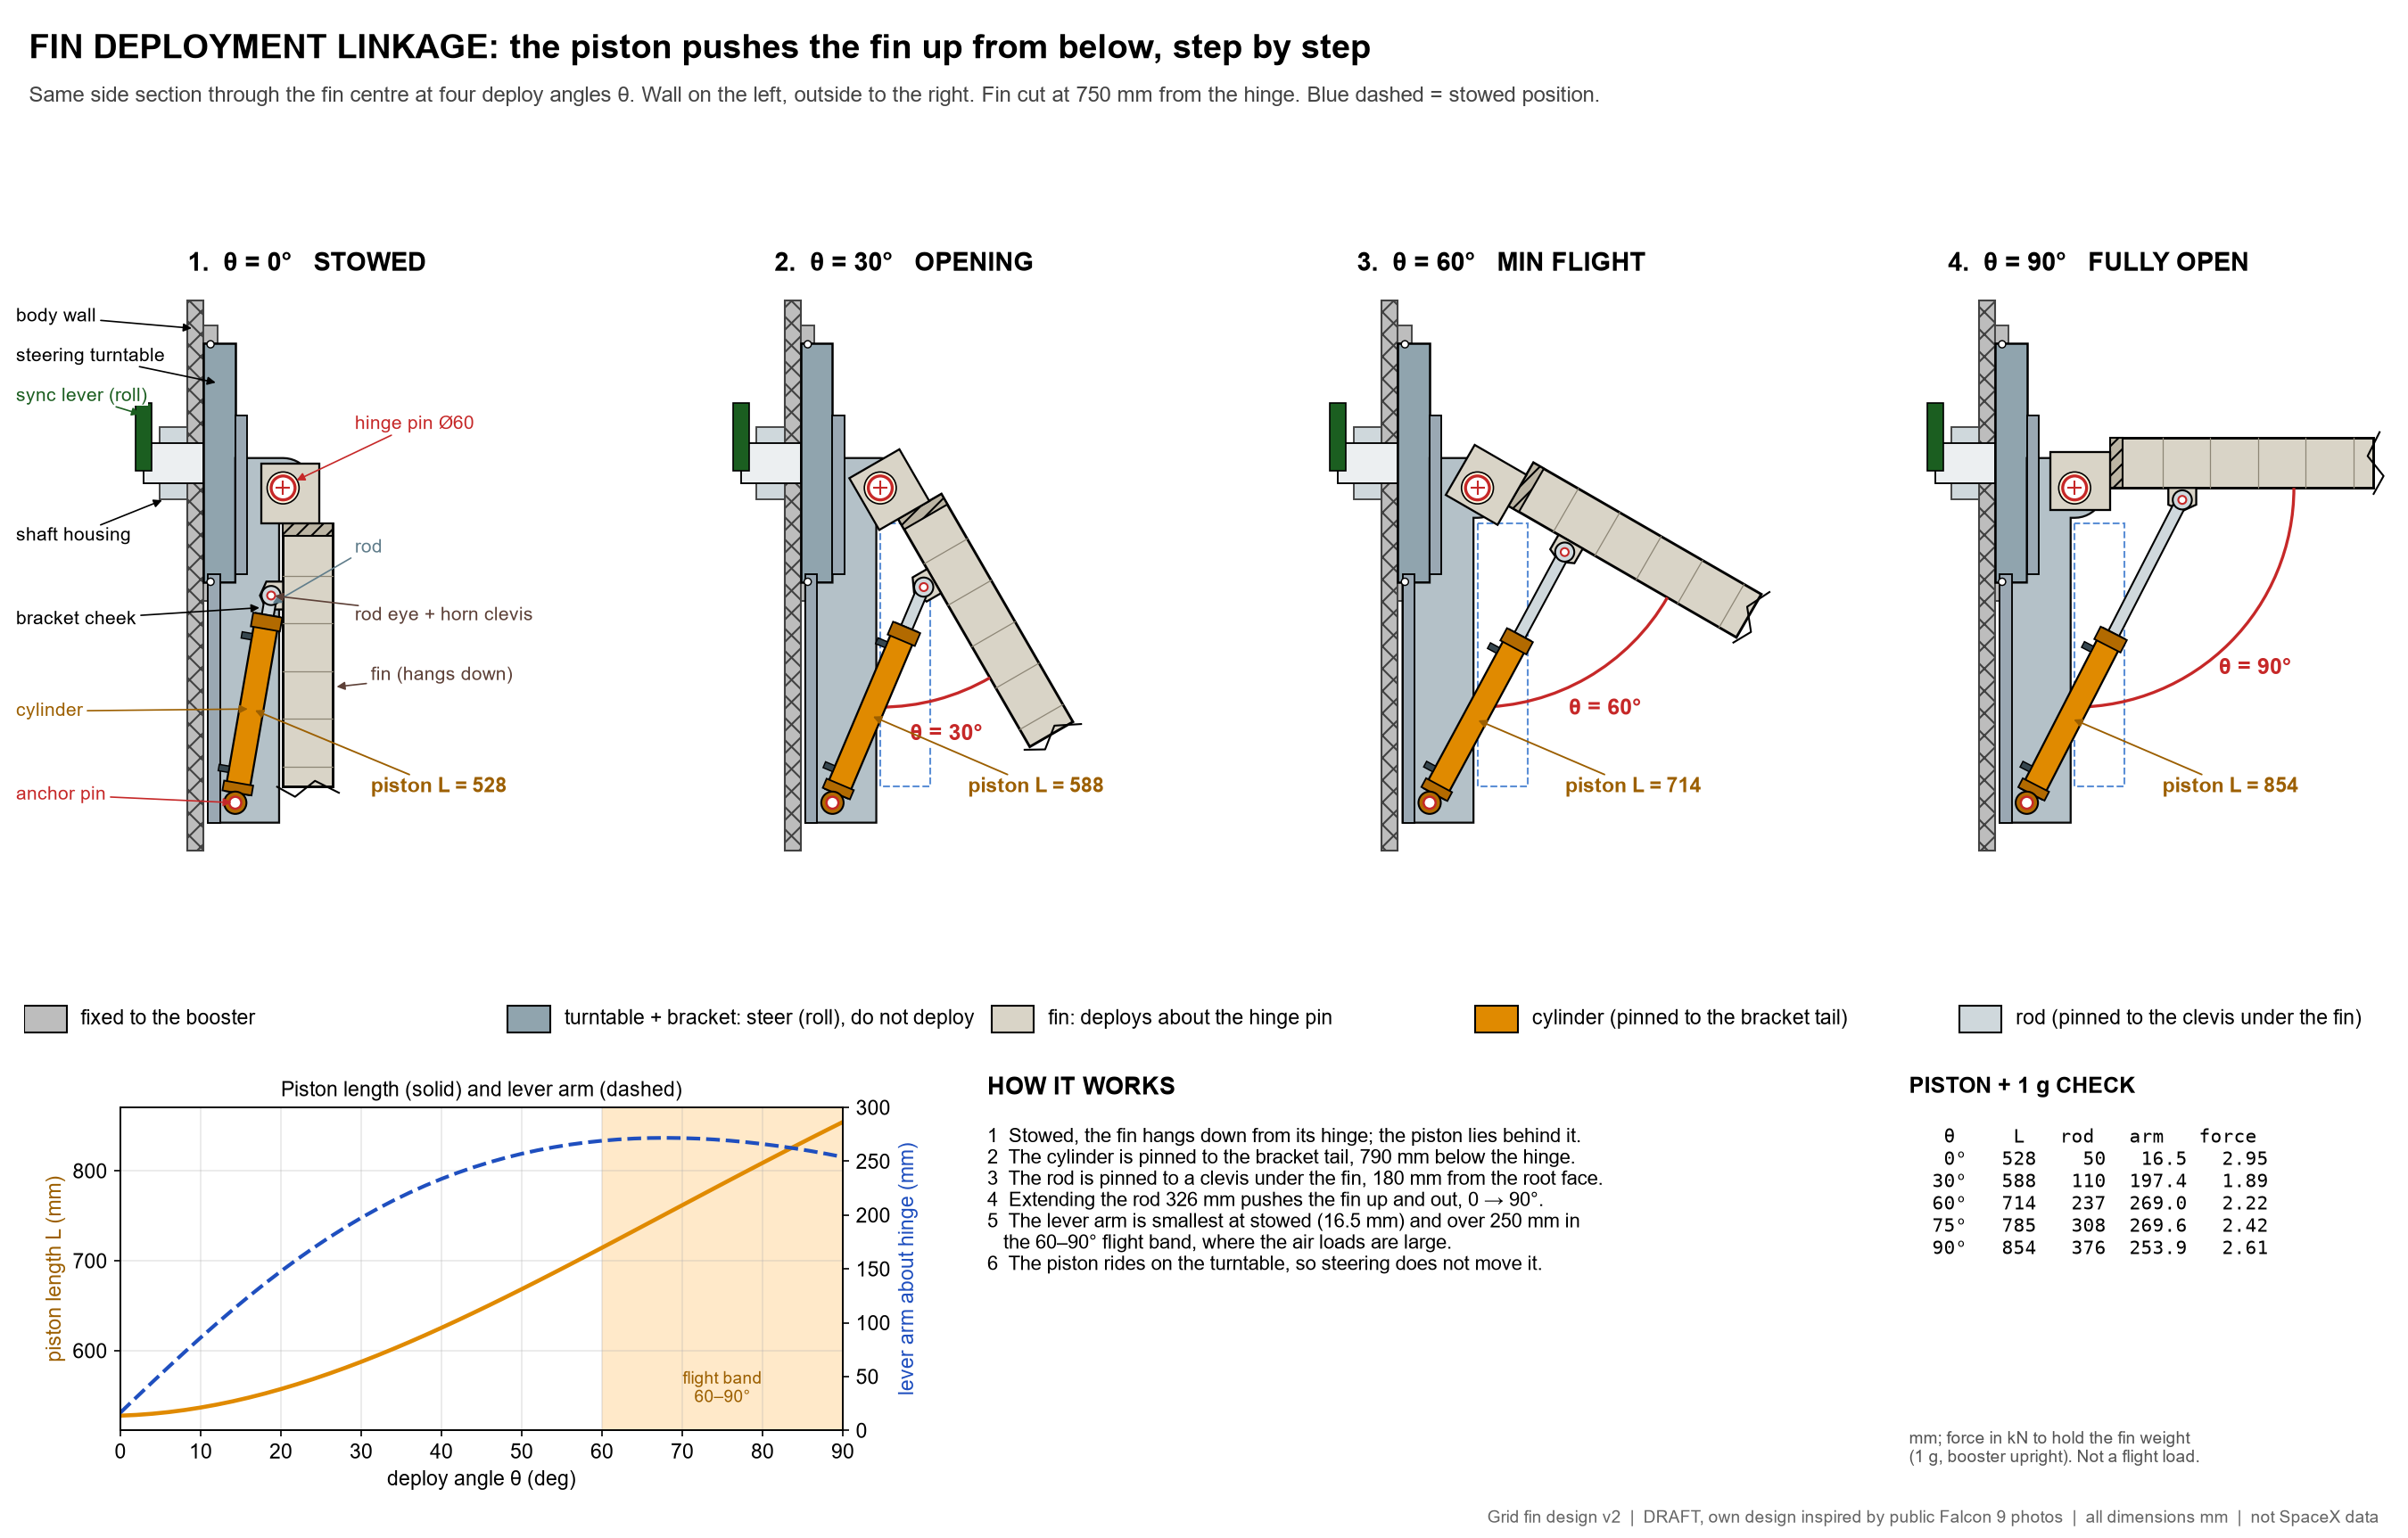 FIN DEPLOYMENT LINKAGE: the piston pushes the fin up from below, step by step
Same side section through the fin centre at four deploy angles θ. Wall on the left, outside to the right. Fin cut at 750 mm from the hinge. Blue dashed = stowed position.
1. θ = 0° STOWED
body wall
steering turntable
sync lever (roll)
hinge pin Ø60
shaft housing
rod
bracket cheek
rod eye + horn clevis
fin (hangs down)
cylinder
piston L = 528
anchor pin
2. θ = 30° OPENING
θ = 30°
piston L = 588
3. θ = 60° MIN FLIGHT
θ = 60°
piston L = 714
4. θ = 90° FULLY OPEN
θ = 90°
piston L = 854
fixed to the booster
turntable + bracket: steer (roll), do not deploy
fin: deploys about the hinge pin
cylinder (pinned to the bracket tail)
rod (pinned to the clevis under the fin)
Piston length (solid) and lever arm (dashed)
piston length L (mm)
800
700
600
300
250
200
150
100
50
0
lever arm about hinge (mm)
flight band
60–90°
0 10 20 30 40 50 60 70 80 90
deploy angle θ (deg)
HOW IT WORKS
1 Stowed, the fin hangs down from its hinge; the piston lies behind it.
2 The cylinder is pinned to the bracket tail, 790 mm below the hinge.
3 The rod is pinned to a clevis under the fin, 180 mm from the root face.
4 Extending the rod 326 mm pushes the fin up and out, 0 → 90°.
5 The lever arm is smallest at stowed (16.5 mm) and over 250 mm in
the 60–90° flight band, where the air loads are large.
6 The piston rides on the turntable, so steering does not move it.
PISTON + 1 g CHECK
θ L rod arm force
0° 528 50 16.5 2.95
30° 588 110 197.4 1.89
60° 714 237 269.0 2.22
75° 785 308 269.6 2.42
90° 854 376 253.9 2.61
mm; force in kN to hold the fin weight
(1 g, booster upright). Not a flight load.
Grid fin design v2 | DRAFT, own design inspired by public Falcon 9 photos | all dimensions mm | not SpaceX data